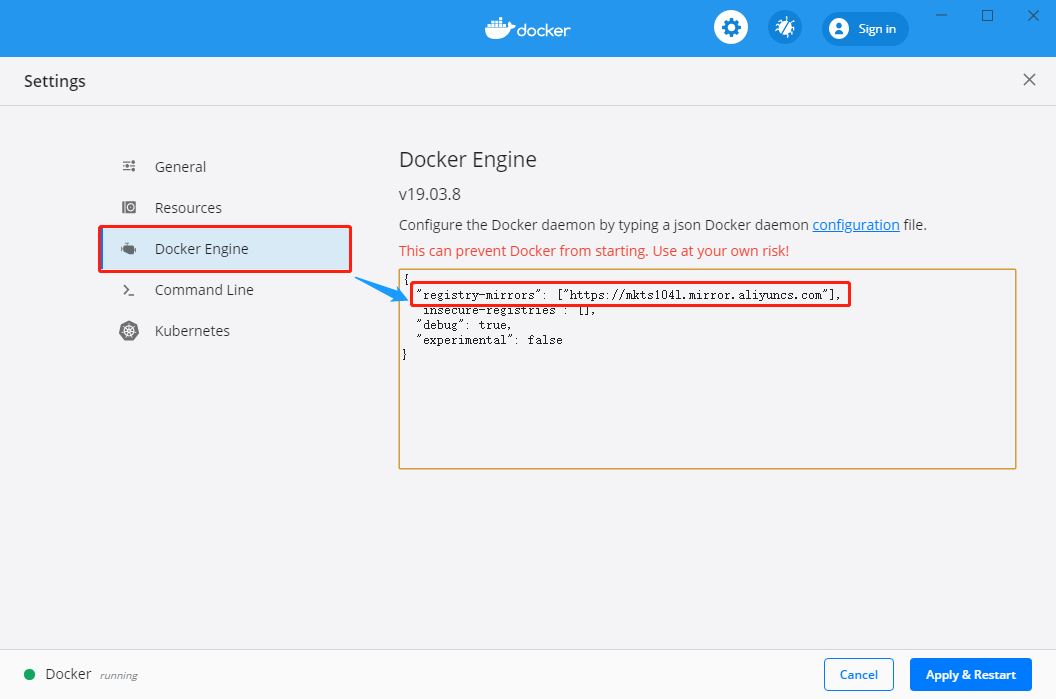 docker
Sign in
Settings
General
Resources
Docker Engine
Command Line
Kubernetes
Docker Engine
v19.03.8
Configure the Docker daemon by typing a json Docker daemon configuration file.
This can prevent Docker from starting. Use at your own risk!
{
"registry-mirrors": ["https://mkts104l.mirror.aliyuncs.com"],
"insecure-registries": [],
"debug": true,
"experimental": false
}
Docker running
Cancel
Apply & Restart